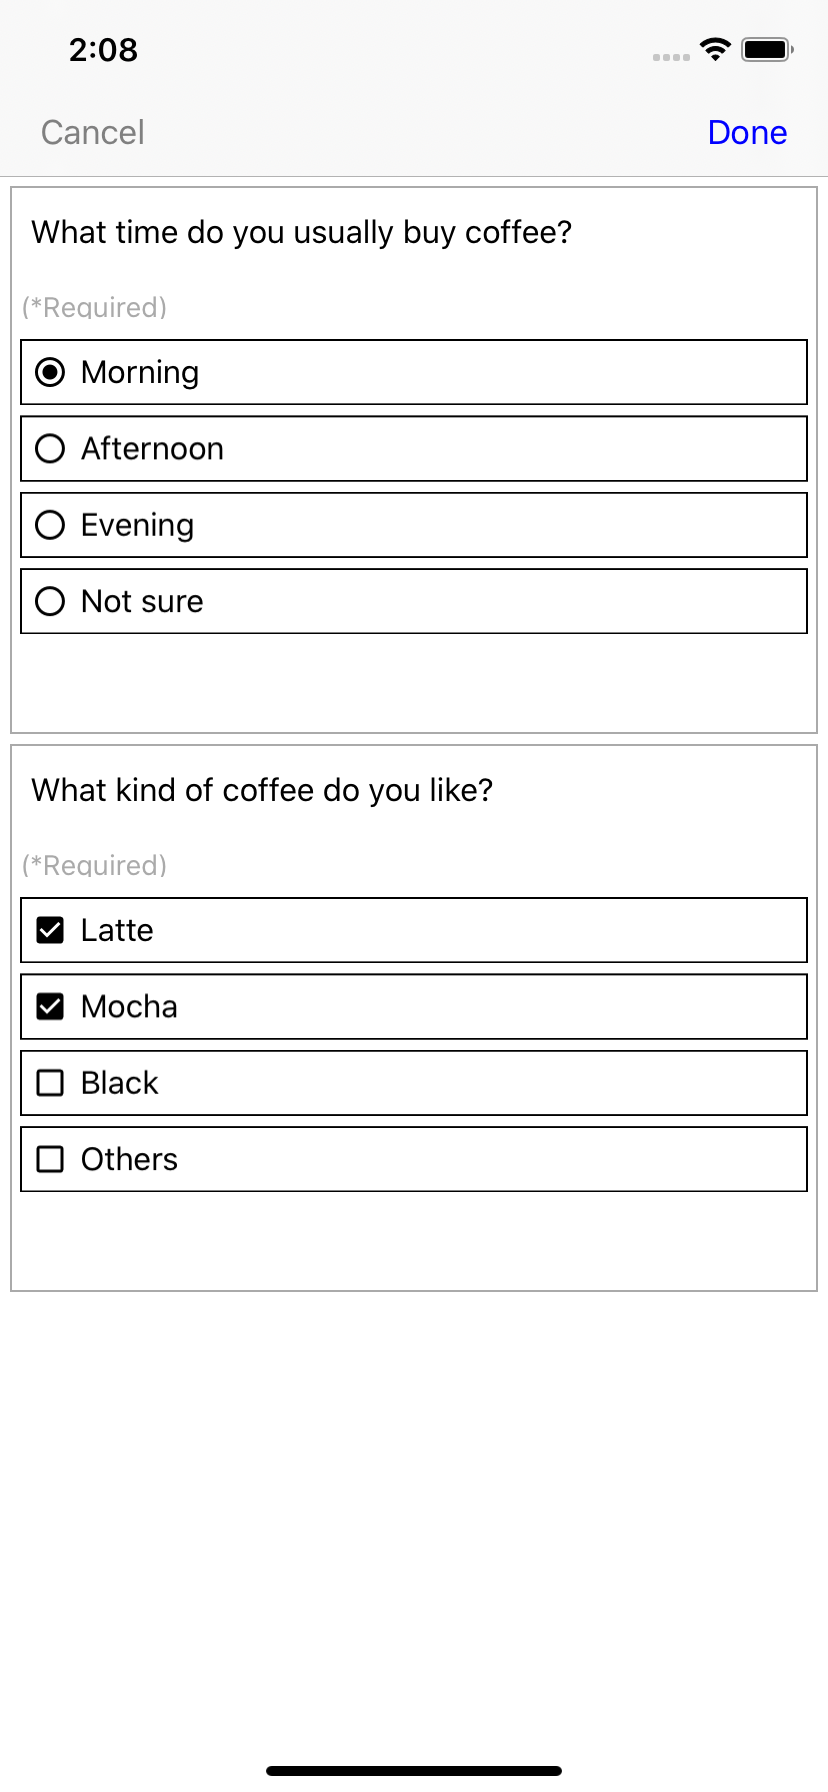 2:08
Cancel Done
What time do you usually buy coffee?
(*Required)
Morning
Afternoon
Evening
Not sure
What kind of coffee do you like?
(*Required)
Latte
Mocha
Black
Others